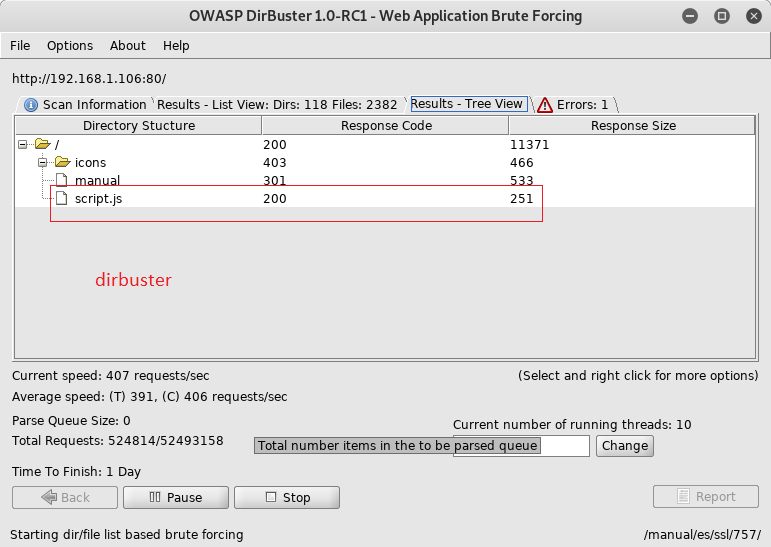 OWASP DirBuster 1.0-RC1 - Web Application Brute Forcing
File Options About Help
http://192.168.1.106:80/
Scan Information Results - List View: Dirs: 118 Files: 2382 Results - Tree View Errors: 1
Directory Stucture Response Code Response Size
/ 200 11371
icons 403 466
manual 301 533
script.js 200 251
dirbuster
Current speed: 407 requests/sec (Select and right click for more options)
Average speed: (T) 391, (C) 406 requests/sec
Parse Queue Size: 0 Current number of running threads: 10
Total Requests: 524814/52493158 Total number items in the to be parsed queue Change
Time To Finish: 1 Day
Back Pause Stop Report
Starting dir/file list based brute forcing /manual/es/ssl/757/